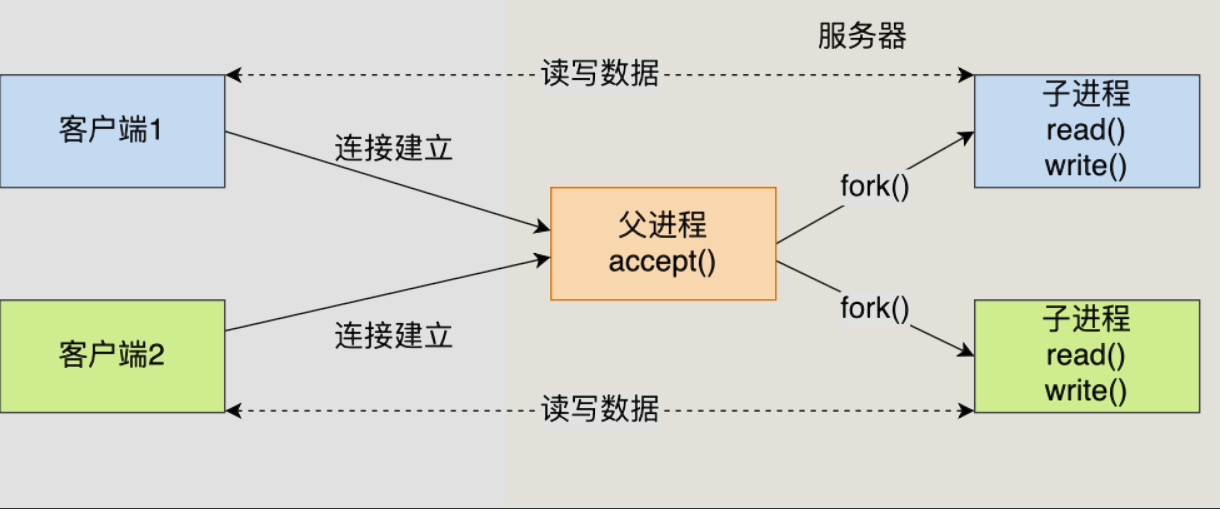 服务器
读写数据
客户端1
子进程
read()
write()
连接建立
fork()
父进程
accept()
fork()
连接建立
客户端2
子进程
read()
write()
读写数据